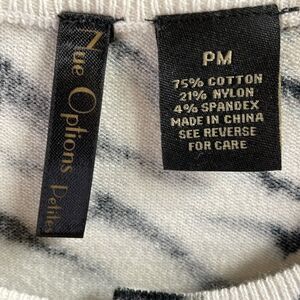 Nue Options Petites
PM
75% COTTON
21% NYLON
4% SPANDEX
MADE IN CHINA
SEE REVERSE
FOR CARE